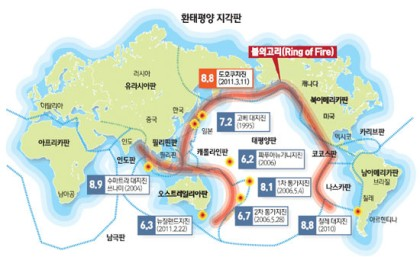 환태평양 지각판
불의고리(Ring of Fire)
러시아
유라시아판
8,8 도호쿠지진
(2011,3,11)
캐나다
북아메리카판
이탈리아
한국
중국
일본
7,2 고베 대지진
(1995)
미국
멕시코
카리브판
아프리카판
인도
필리핀판
필리핀
태평양판
캐롤라인판
코코스판
인도판
6,2 파푸아뉴기니지진
(2006)
남아메리카판
브라질
8,9 수마트라 대지진
쓰나미 (2004)
오스트레일리아판
8,1 1차 통가지진
(2006,5,4)
나스카판
남아공
칠레
6,3 뉴질랜드지진
(2011,2,22)
6,7 2차 통가지진
(2006,5,28)
8,8 칠레 대지진
(2010)
아르헨티나
남극판